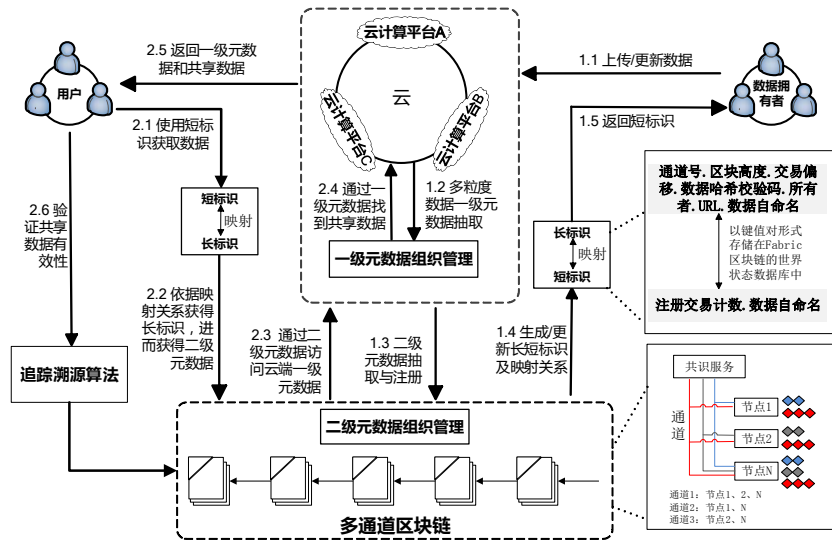 云计算平台A
2.5 返回一级元数
据和共享数据
1.1 上传/更新数据
用户
云
数据拥
有者
云计算平台C
云计算平台B
2.1 使用短标
识获取数据
1.5 返回短标识
2.4 通过一
级元数据找
到共享数据
1.2 多粒度
数据一级元
数据抽取
短标识
映射
长标识
长标识
映射
短标识
通道号.区块高度.交易偏
移.数据哈希校验码.所有
者.URL.数据自命名
以键值对形式
存储在Fabric
区块链的世界
状态数据库中
注册交易计数.数据自命名
2.6 验
证共享
数据有
效性
一级元数据组织管理
2.2 依据映
射关系获得
长标识，进
而获得二级
元数据
2.3 通过二
级元数据访
问云端一级
元数据
1.3 二级
元数据抽
取与注册
1.4 生成/更
新长短标识
及映射关系
追踪溯源算法
二级元数据组织管理
多通道区块链
共识服务
通道
节点1
节点2
节点N
通道1：节点1、2、N
通道2：节点1、N
通道3：节点2、N